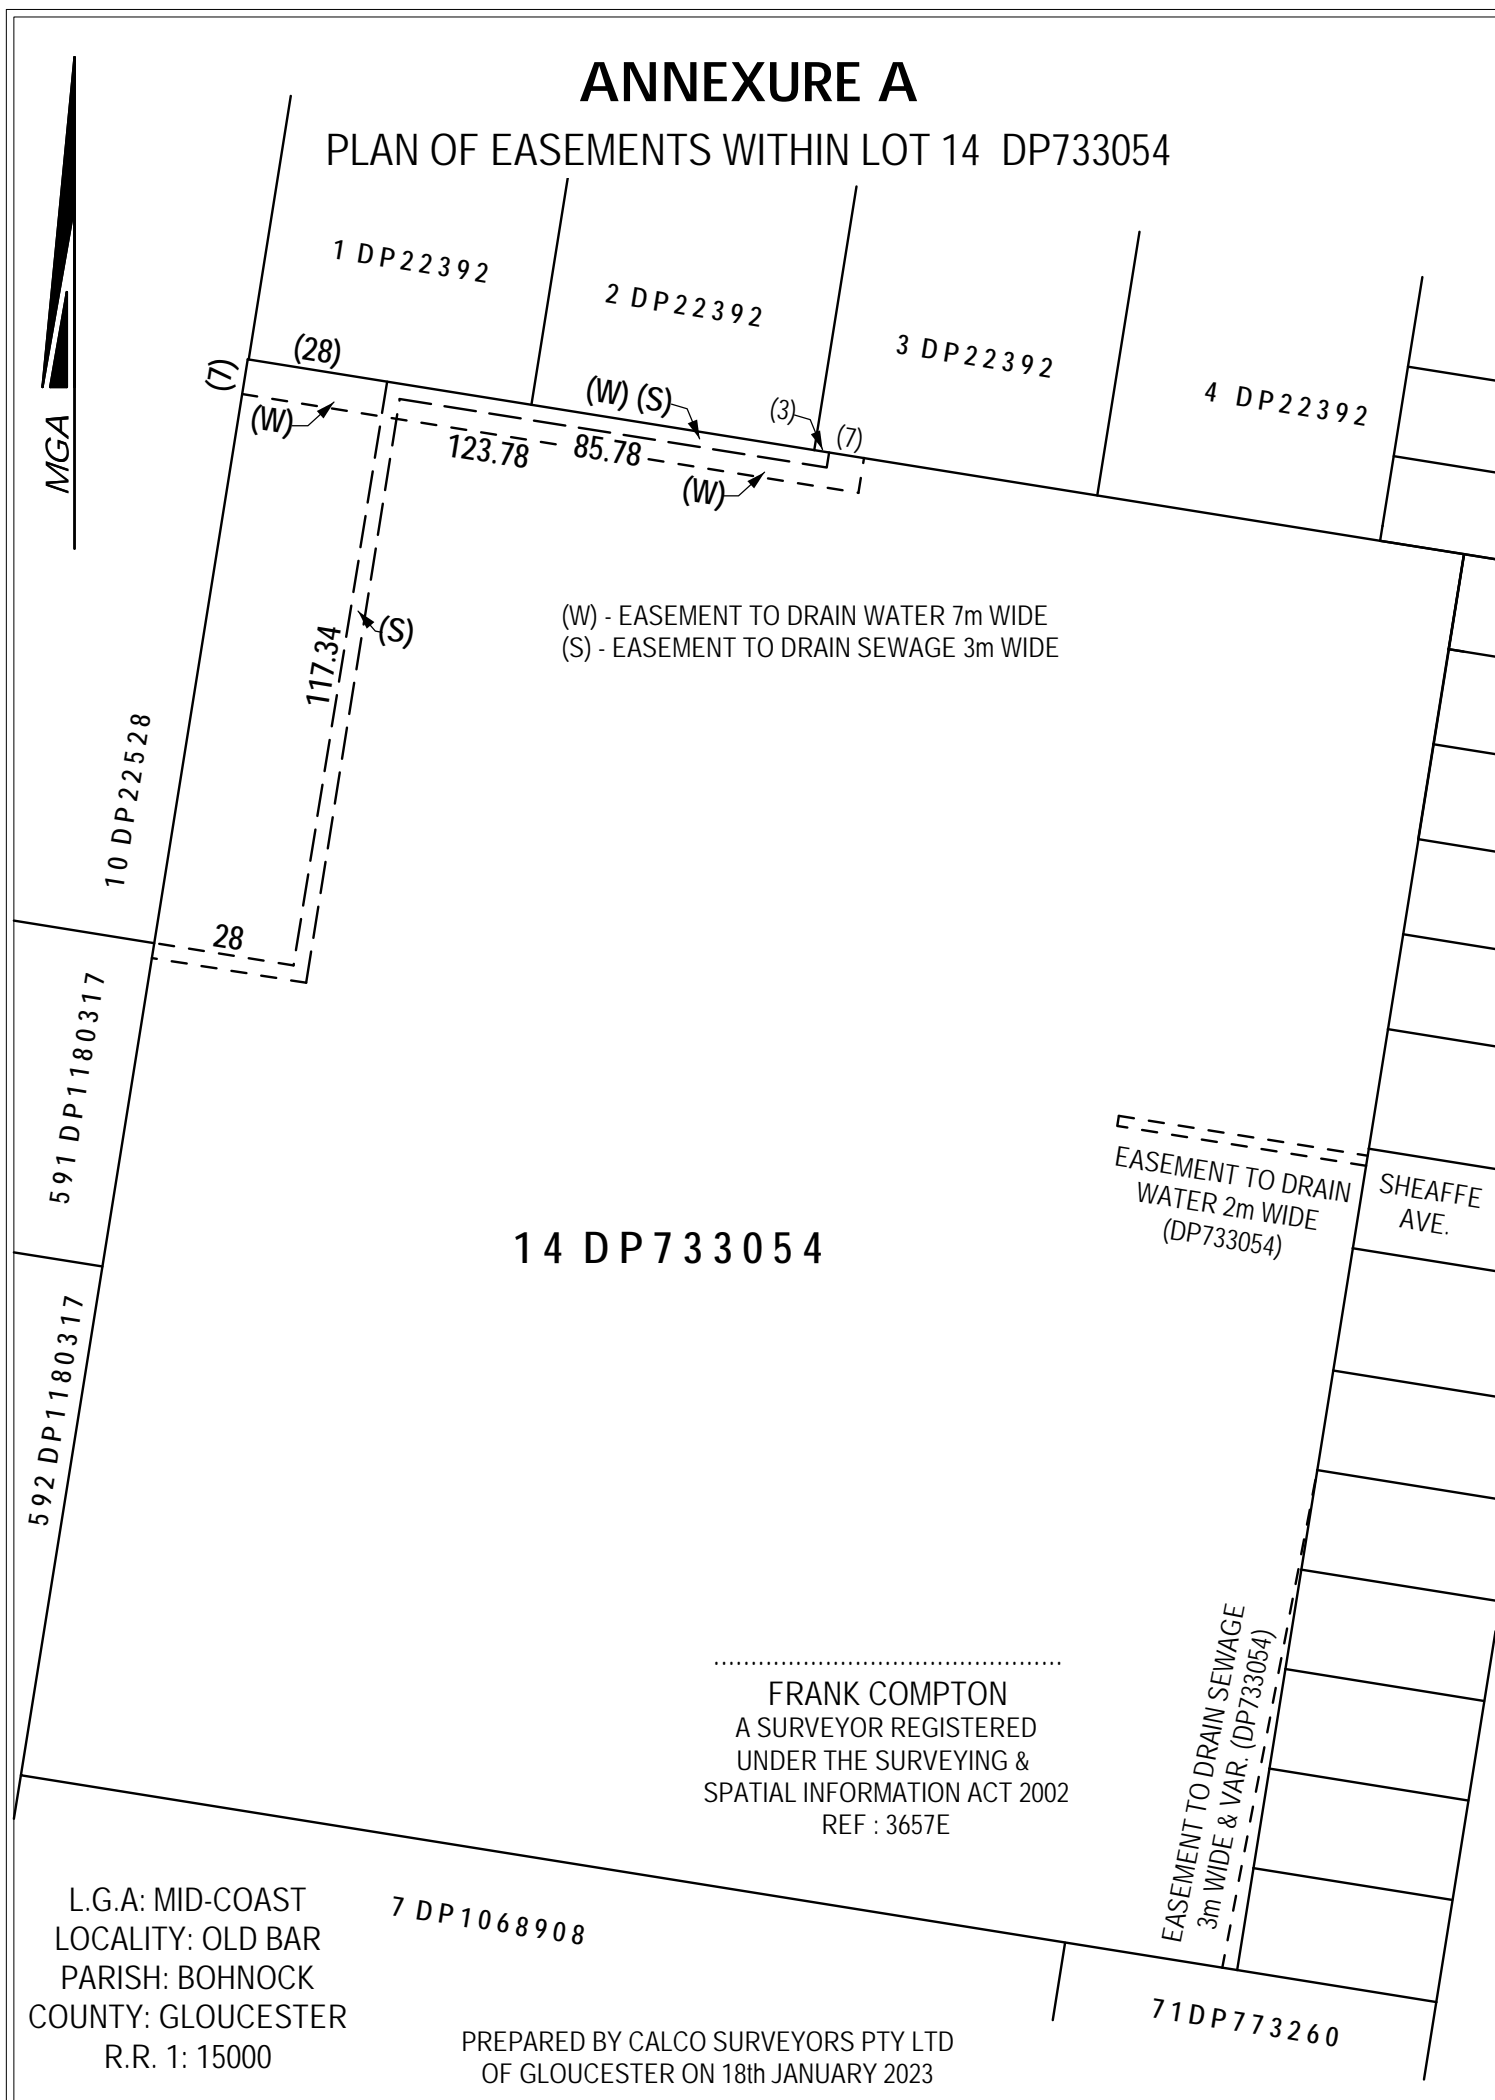 ANNEXURE A
PLAN OF EASEMENTS WITHIN LOT 14 DP733054
MGA
1 DP22392
2 DP22392
3 DP22392
4 DP22392
(7)
(28)
(W)
(W) (S)
(3)
(7)
123.78
85.78
(W)
(S)
117.34
(W) - EASEMENT TO DRAIN WATER 7m WIDE
(S) - EASEMENT TO DRAIN SEWAGE 3m WIDE
10 DP22528
28
591 DP1180317
592 DP1180317
14 DP733054
EASEMENT TO DRAIN
WATER 2m WIDE
(DP733054)
SHEAFFE
AVE.
EASEMENT TO DRAIN SEWAGE
3m WIDE & VAR. (DP733054)
FRANK COMPTON
A SURVEYOR REGISTERED
UNDER THE SURVEYING &
SPATIAL INFORMATION ACT 2002
REF : 3657E
L.G.A: MID-COAST
LOCALITY: OLD BAR
PARISH: BOHNOCK
COUNTY: GLOUCESTER
R.R. 1: 15000
7 DP1068908
71DP773260
PREPARED BY CALCO SURVEYORS PTY LTD
OF GLOUCESTER ON 18th JANUARY 2023